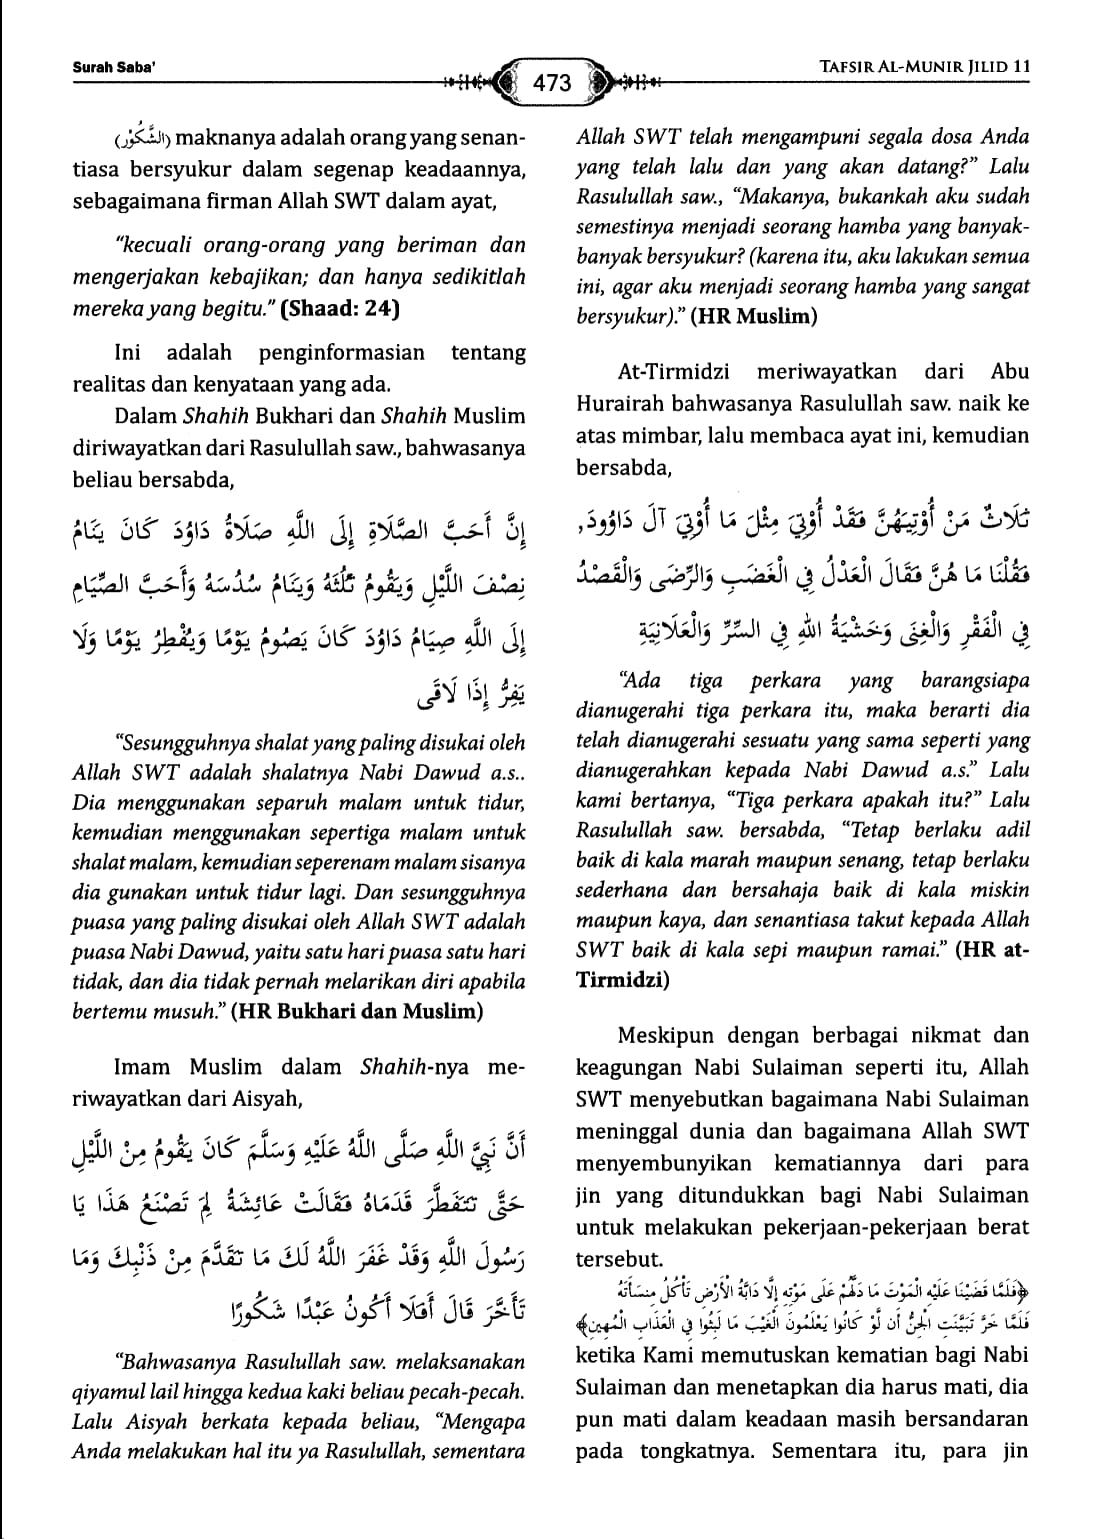 Surah Saba’
473
TAFSIR AL-MUNIR JILID 11
(الشَّكُوْرُ) maknanya adalah orang yang senan-
tiasa bersyukur dalam segenap keadaannya,
sebagaimana firman Allah SWT dalam ayat,
“kecuali orang-orang yang beriman dan
mengerjakan kebajikan; dan hanya sedikitlah
mereka yang begitu.” (Shaad: 24)
Ini adalah penginformasian tentang
realitas dan kenyataan yang ada.
Dalam Shahih Bukhari dan Shahih Muslim
diriwayatkan dari Rasulullah saw., bahwasanya
beliau bersabda,
إِنَّ أَحَبَّ الصَّلَاةِ إِلَى اللَّهِ صَلَاةُ دَاوُدَ كَانَ يَنَامُ
نِصْفَ اللَّيْلِ وَيَقُومُ ثُلُثَهُ وَيَنَامُ سُدُسَهُ وَأَحَبَّ الصِّيَامِ
إِلَى اللَّهِ صِيَامُ دَاوُدَ كَانَ يَصُومُ يَوْمًا وَيُفْطِرُ يَوْمًا وَلَا
يَفِرُّ إِذَا لَاقَى
“Sesungguhnya shalat yang paling disukai oleh
Allah SWT adalah shalatnya Nabi Dawud a.s..
Dia menggunakan separuh malam untuk tidur,
kemudian menggunakan sepertiga malam untuk
shalat malam, kemudian seperenam malam sisanya
dia gunakan untuk tidur lagi. Dan sesungguhnya
puasa yang paling disukai oleh Allah SWT adalah
puasa Nabi Dawud, yaitu satu hari puasa satu hari
tidak, dan dia tidak pernah melarikan diri apabila
bertemu musuh.” (HR Bukhari dan Muslim)
Imam Muslim dalam Shahih-nya me-
riwayatkan dari Aisyah,
أَنَّ نَبِيَّ اللَّهِ صَلَّى اللَّهُ عَلَيْهِ وَسَلَّمَ كَانَ يَقُومُ مِنْ اللَّيْلِ
حَتَّى تَتَفَطَّرَ قَدَمَاهُ فَقَالَتْ عَائِشَةُ لِمَ تَصْنَعُ هَذَا يَا
رَسُولَ اللَّهِ وَقَدْ غَفَرَ اللَّهُ لَكَ مَا تَقَدَّمَ مِنْ ذَنْبِكَ وَمَا
تَأَخَّرَ قَالَ أَفَلَا أَكُونُ عَبْدًا شَكُورًا
“Bahwasanya Rasulullah saw. melaksanakan
qiyamul lail hingga kedua kaki beliau pecah-pecah.
Lalu Aisyah berkata kepada beliau, “Mengapa
Anda melakukan hal itu ya Rasulullah, sementara
Allah SWT telah mengampuni segala dosa Anda
yang telah lalu dan yang akan datang?” Lalu
Rasulullah saw., “Makanya, bukankah aku sudah
semestinya menjadi seorang hamba yang banyak-
banyak bersyukur? (karena itu, aku lakukan semua
ini, agar aku menjadi seorang hamba yang sangat
bersyukur).” (HR Muslim)
At-Tirmidzi meriwayatkan dari Abu
Hurairah bahwasanya Rasulullah saw. naik ke
atas mimbar, lalu membaca ayat ini, kemudian
bersabda,
ثَلَاثٌ مَنْ أُوْتِيَهُنَّ فَقَدْ أُوْتِيَ مِثْلَ مَا أُوْتِيَ آلَ دَاوُودَ,
فَقُلْنَا مَا هُنَّ فَقَالَ الْعَدْلُ فِي الْغَضَبِ وَالرِّضَى وَالْقَصْدُ
فِي الْفَقْرِ وَالْغِنَى وَخَشْيَةُ اللهِ فِي السِّرِّ وَالْعَلَانِيَةِ
“Ada tiga perkara yang barangsiapa
dianugerahi tiga perkara itu, maka berarti dia
telah dianugerahi sesuatu yang sama seperti yang
dianugerahkan kepada Nabi Dawud a.s.” Lalu
kami bertanya, “Tiga perkara apakah itu?” Lalu
Rasulullah saw. bersabda, “Tetap berlaku adil
baik di kala marah maupun senang, tetap berlaku
sederhana dan bersahaja baik di kala miskin
maupun kaya, dan senantiasa takut kepada Allah
SWT baik di kala sepi maupun ramai.” (HR at-
Tirmidzi)
Meskipun dengan berbagai nikmat dan
keagungan Nabi Sulaiman seperti itu, Allah
SWT menyebutkan bagaimana Nabi Sulaiman
meninggal dunia dan bagaimana Allah SWT
menyembunyikan kematiannya dari para
jin yang ditundukkan bagi Nabi Sulaiman
untuk melakukan pekerjaan-pekerjaan berat
tersebut.
﴿فَلَمَّا قَضَيْنَا عَلَيْهِ الْمَوْتَ مَا دَلَّهُمْ عَلَى مَوْتِهِ إِلَّا دَابَّةُ الْأَرْضِ تَأْكُلُ مِنسَأَتَهُ
فَلَمَّا خَرَّ تَبَيَّنَتِ الْجِنُّ أَن لَّوْ كَانُوا يَعْلَمُونَ الْغَيْبَ مَا لَبِثُوا فِي الْعَذَابِ الْمُهِينِ﴾
ketika Kami memutuskan kematian bagi Nabi
Sulaiman dan menetapkan dia harus mati, dia
pun mati dalam keadaan masih bersandaran
pada tongkatnya. Sementara itu, para jin